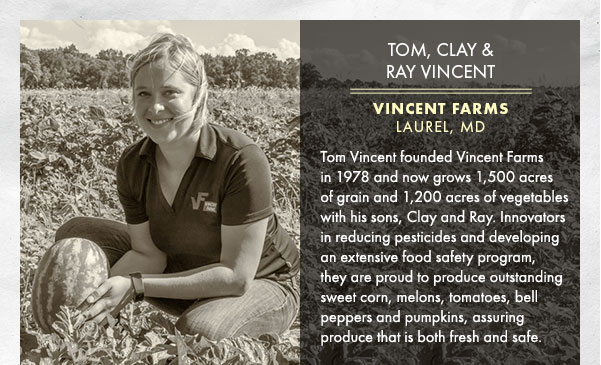 TOM, CLAY &
RAY VINCENT
VINCENT FARMS
LAUREL, MD
Tom Vincent founded Vincent Farms
in 1978 and now grows 1,500 acres
of grain and 1,200 acres of vegetables
with his sons, Clay and Ray. Innovators
in reducing pesticides and developing
an extensive food safety program,
they are proud to produce outstanding
sweet corn, melons, tomatoes, bell
peppers and pumpkins, assuring
produce that is both fresh and safe.
VF